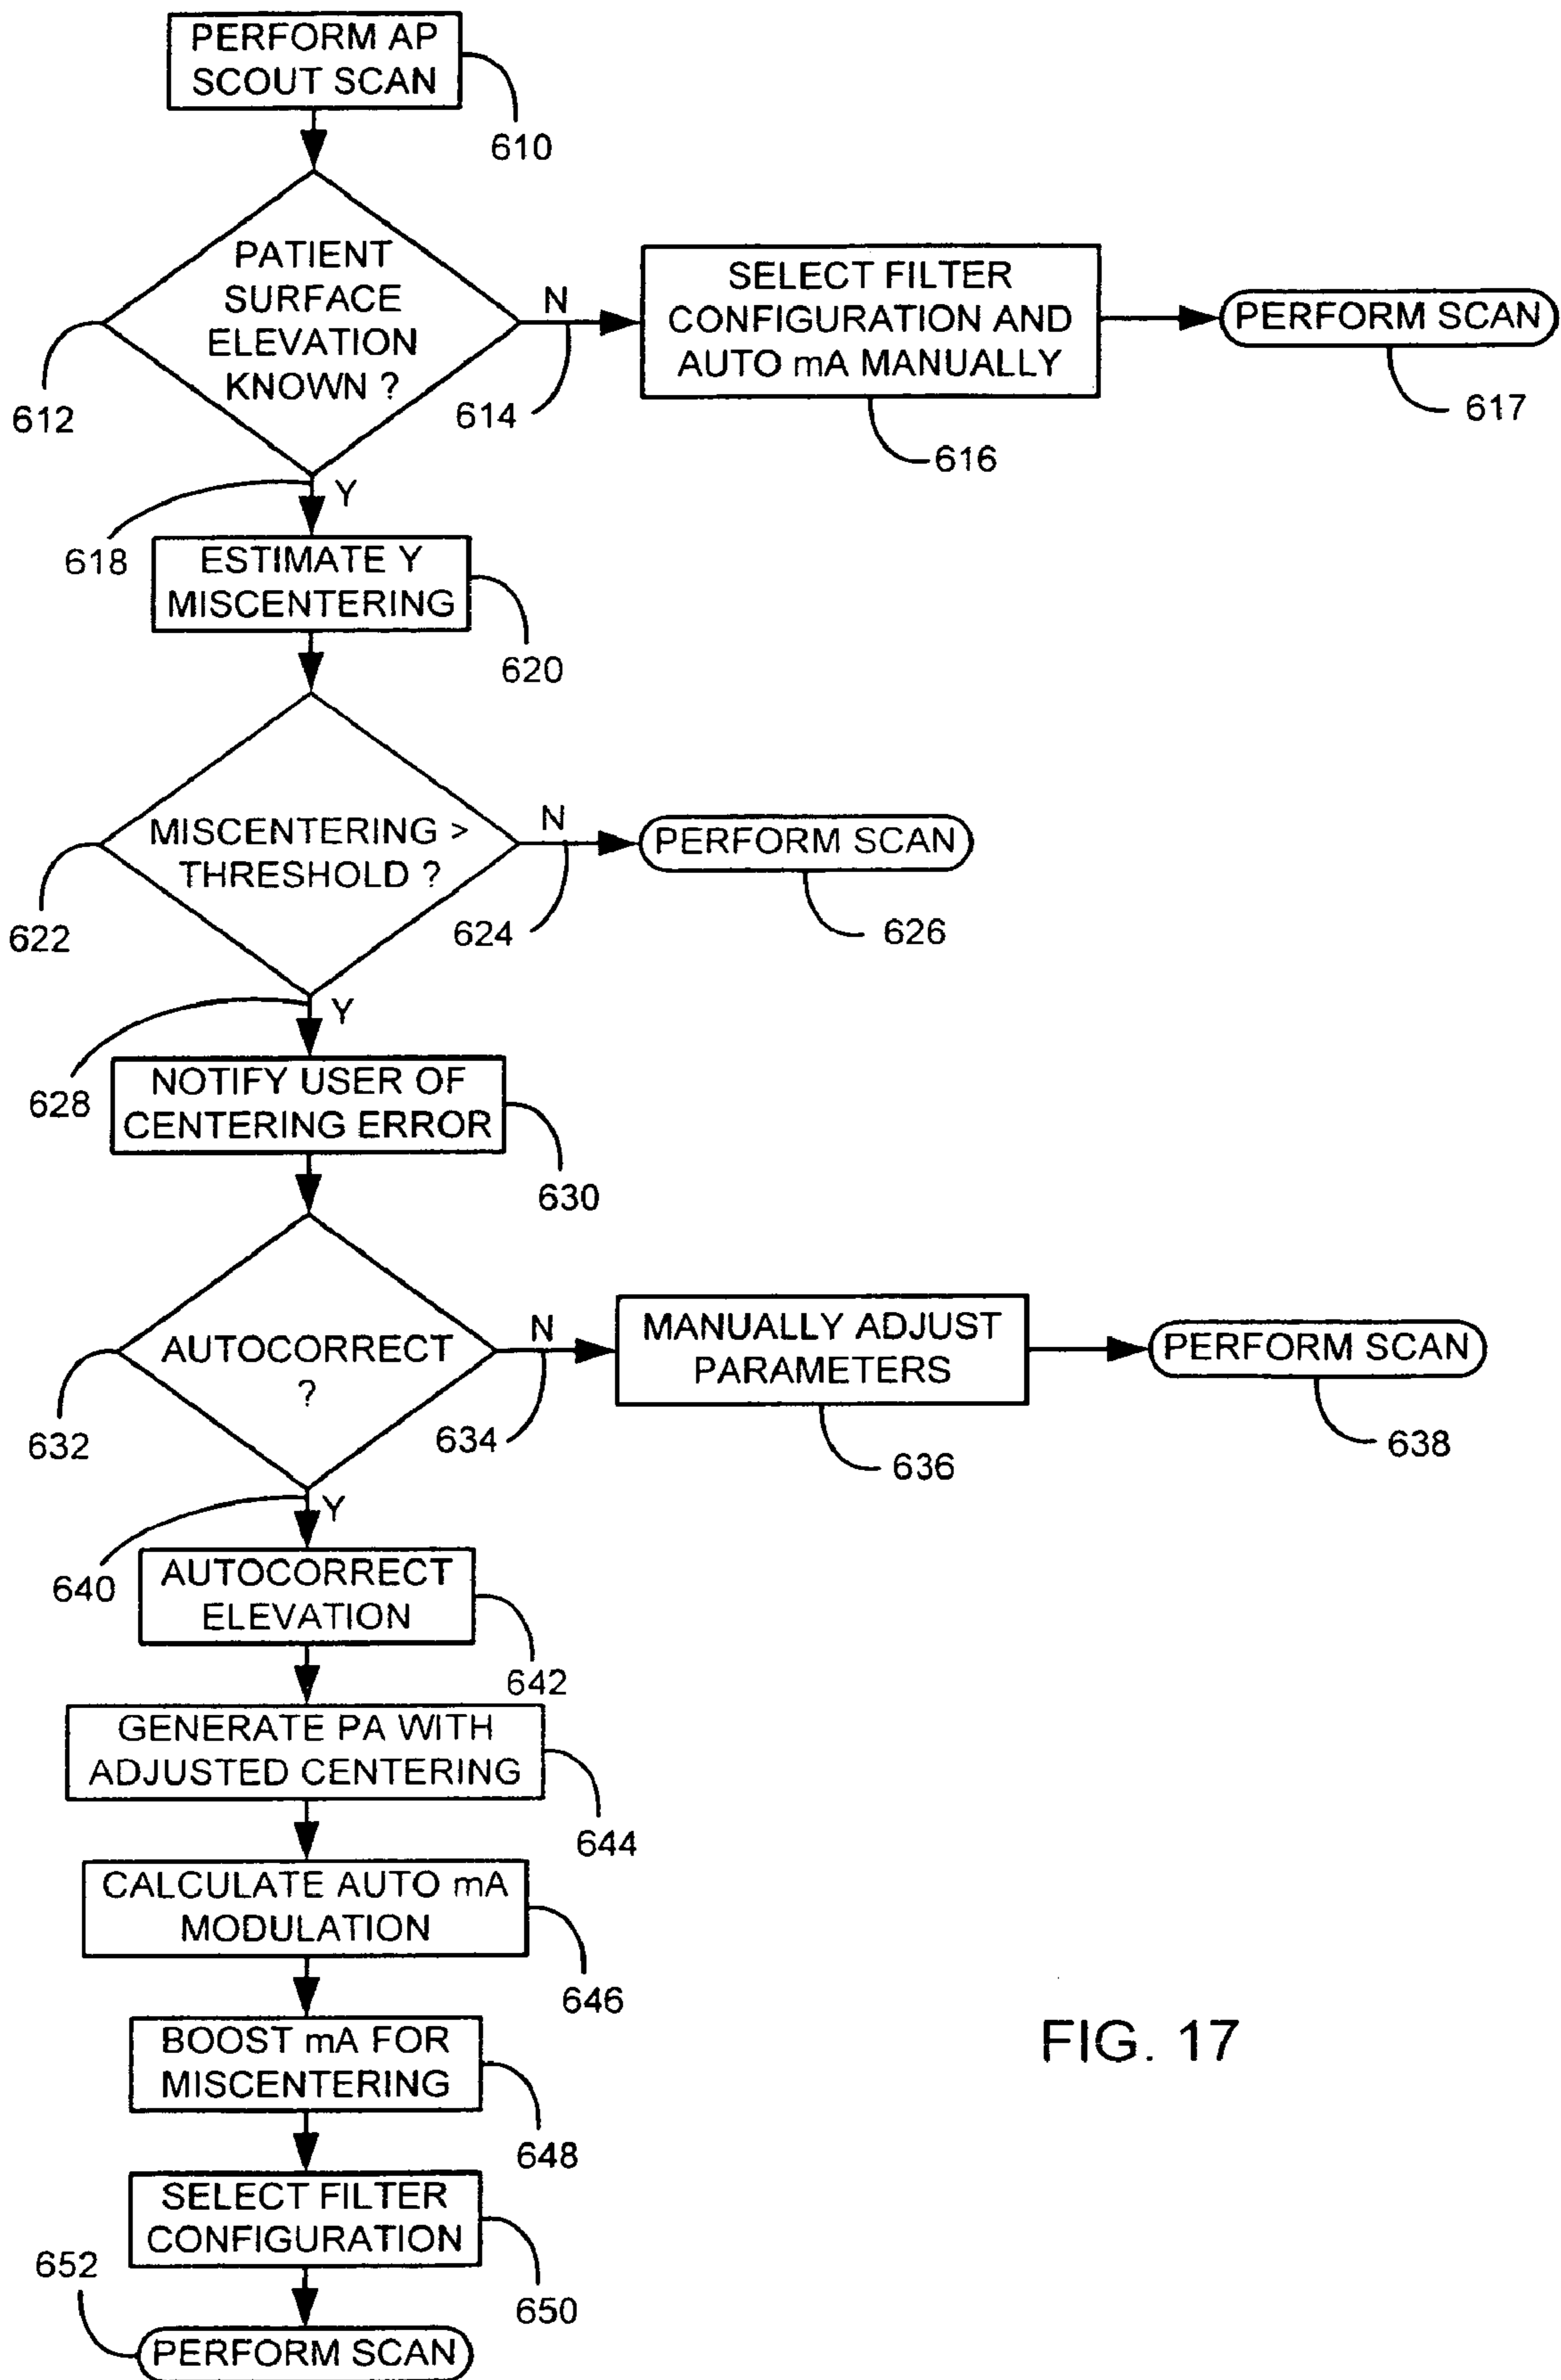 PERFORM AP
SCOUT SCAN
610
PATIENT
SURFACE
ELEVATION
KNOWN ?
612
N
614
SELECT FILTER
CONFIGURATION AND
AUTO mA MANUALLY
616
PERFORM SCAN
617
Y
618
ESTIMATE Y
MISCENTERING
620
MISCENTERING >
THRESHOLD ?
622
N
624
PERFORM SCAN
626
Y
628
NOTIFY USER OF
CENTERING ERROR
630
AUTOCORRECT
?
632
N
634
MANUALLY ADJUST
PARAMETERS
636
PERFORM SCAN
638
Y
640
AUTOCORRECT
ELEVATION
642
GENERATE PA WITH
ADJUSTED CENTERING
644
CALCULATE AUTO mA
MODULATION
646
BOOST mA FOR
MISCENTERING
648
SELECT FILTER
CONFIGURATION
650
652
PERFORM SCAN
FIG. 17